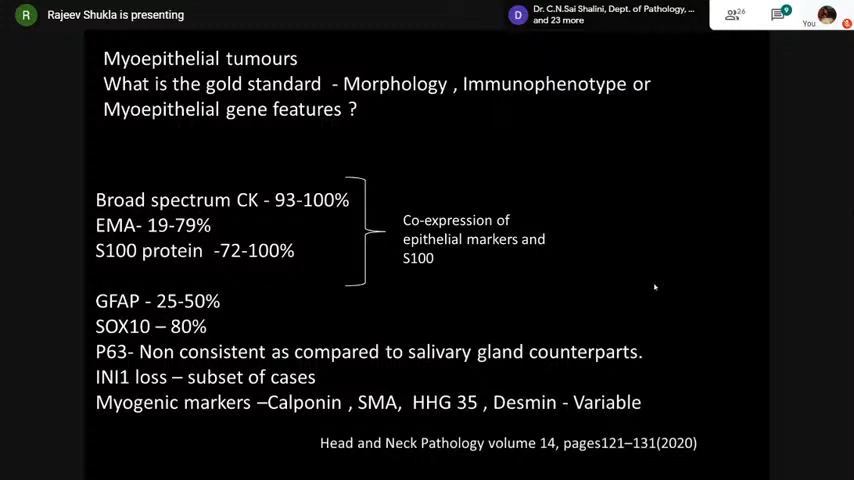 R Rajeev Shukla is presenting
D Dr. C.N.Sai Shalini, Dept. of Pathology, ...
and 23 more
26
9
You
Myoepithelial tumours
What is the gold standard - Morphology , Immunophenotype or
Myoepithelial gene features ?
Broad spectrum CK - 93-100%
EMA- 19-79%
S100 protein -72-100%
Co-expression of
epithelial markers and
S100
GFAP - 25-50%
SOX10 – 80%
P63- Non consistent as compared to salivary gland counterparts.
INI1 loss – subset of cases
Myogenic markers –Calponin , SMA, HHG 35 , Desmin - Variable
Head and Neck Pathology volume 14, pages121–131(2020)